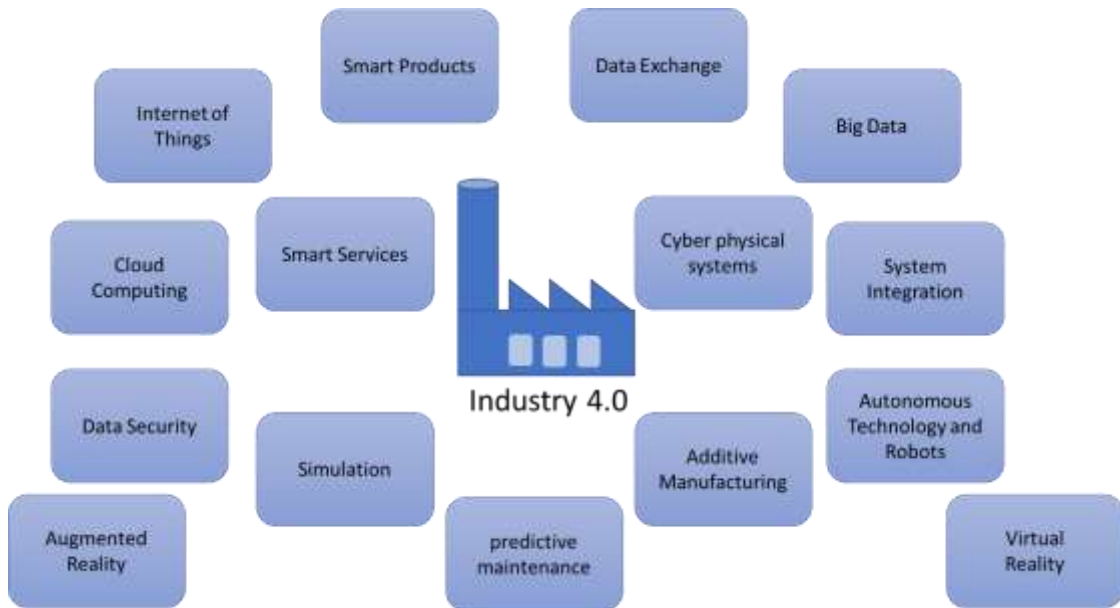 Smart Products
Data Exchange
Internet of
Things
Big Data
Smart Services
Cyber physical
systems
Cloud
Computing
System
Integration
Industry 4.0
Data Security
Autonomous
Technology and
Robots
Simulation
Additive
Manufacturing
Augmented
Reality
predictive
maintenance
Virtual
Reality